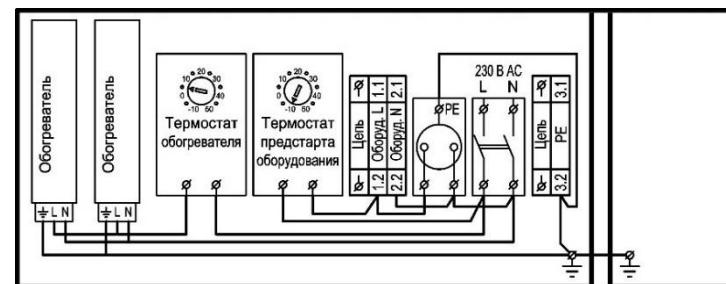 Обогреватель
⏚ L N
Обогреватель
⏚ L N
-10 0 10 20 30 40 50
Термостат
обогревателя
-10 0 10 20 30 40 50
Термостат
предстарта
оборудования
Цепь
1.1
Оборуд. L
1.2
2.1
Оборуд. N
2.2
PE
230 В AC
L N
Цепь
3.1
PE
3.2